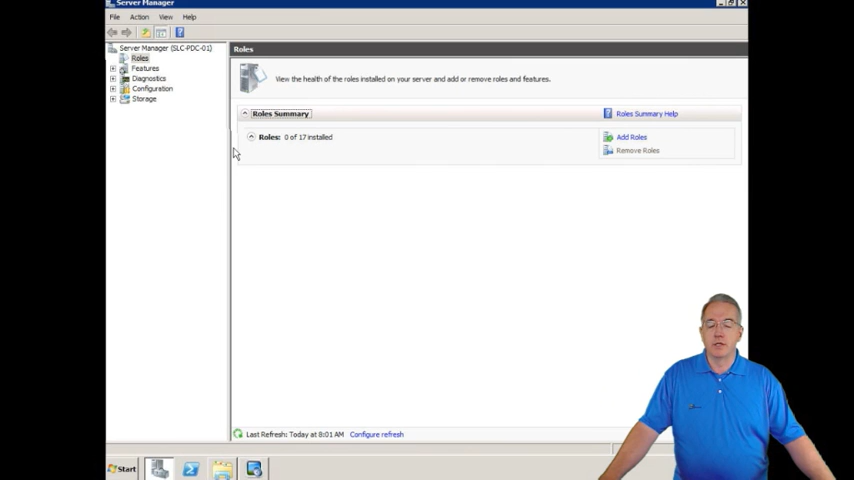 Server Manager
File Action View Help
Server Manager (SLC-PDC-01)
Roles
Features
Diagnostics
Configuration
Storage
Roles
View the health of the roles installed on your server and add or remove roles and features.
Roles Summary
Roles Summary Help
Roles: 0 of 17 installed
Add Roles
Remove Roles
Last Refresh: Today at 8:01 AM Configure refresh
Start